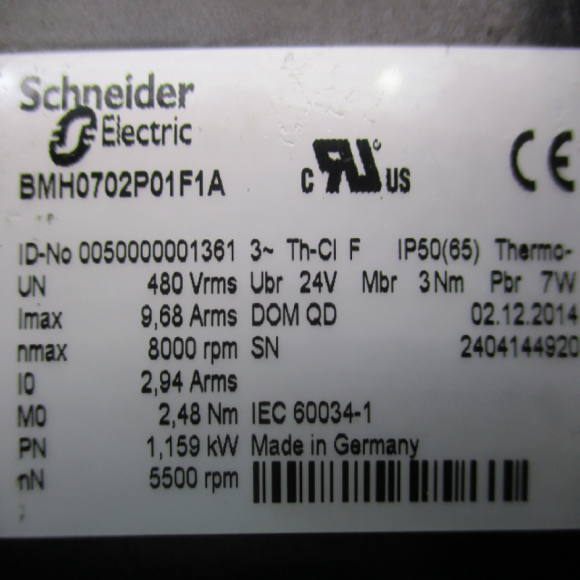 Schneider
Electric
BMH0702P01F1A
c RU US
CE
ID-No 0050000001361 3~ Th-Cl F IP50(65) Thermo-
UN 480 Vrms Ubr 24V Mbr 3Nm Pbr 7W
Imax 9,68 Arms DOM QD 02.12.2014
nmax 8000 rpm SN 2404144920
I0 2,94 Arms
M0 2,48 Nm IEC 60034-1
PN 1,159 kW Made in Germany
nN 5500 rpm